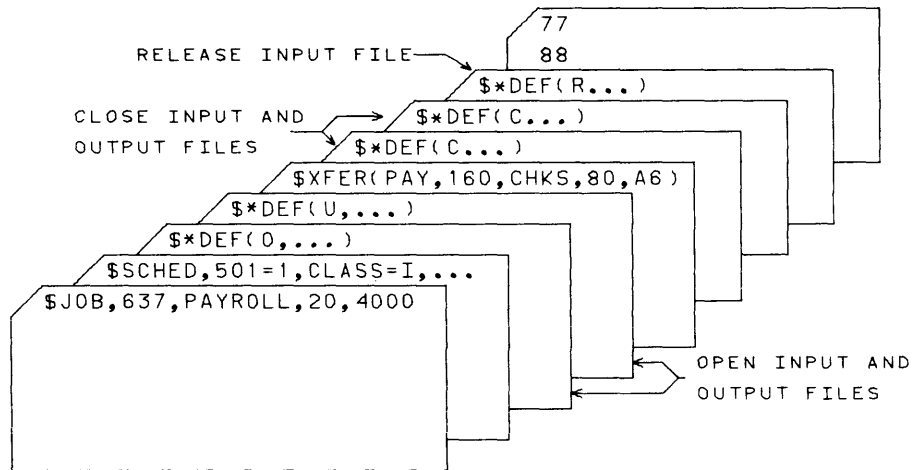 77
88
RELEASE INPUT FILE
$*DEF(R...)
CLOSE INPUT AND
OUTPUT FILES
$*DEF(C...)
$*DEF(C...)
$XFER(PAY,160,CHKS,80,A6)
$*DEF(U,...)
$*DEF(O,...)
$SCHED,501=1,CLASS=I,...
$JOB,637,PAYROLL,20,4000
OPEN INPUT AND
OUTPUT FILES